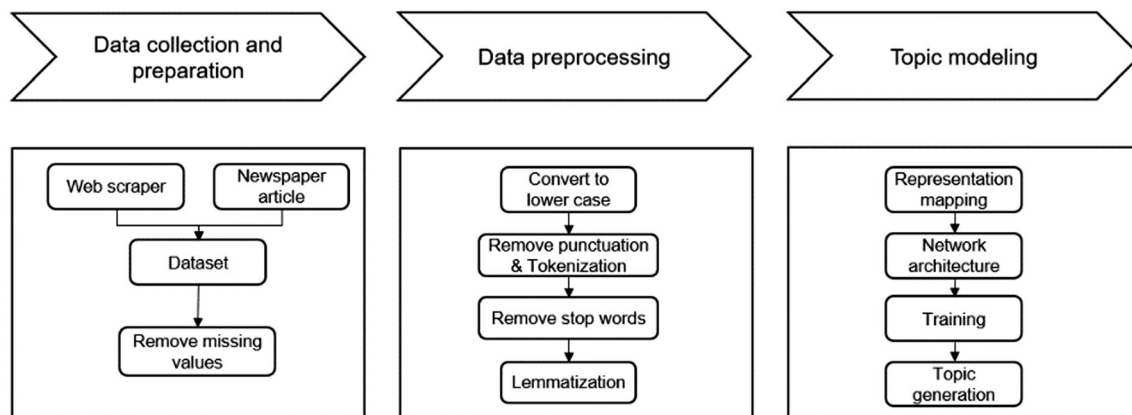 Data collection and
preparation
Data preprocessing
Topic modeling
Web scraper
Newspaper
article
Dataset
Remove missing
values
Convert to
lower case
Remove punctuation
& Tokenization
Remove stop words
Lemmatization
Representation
mapping
Network
architecture
Training
Topic
generation